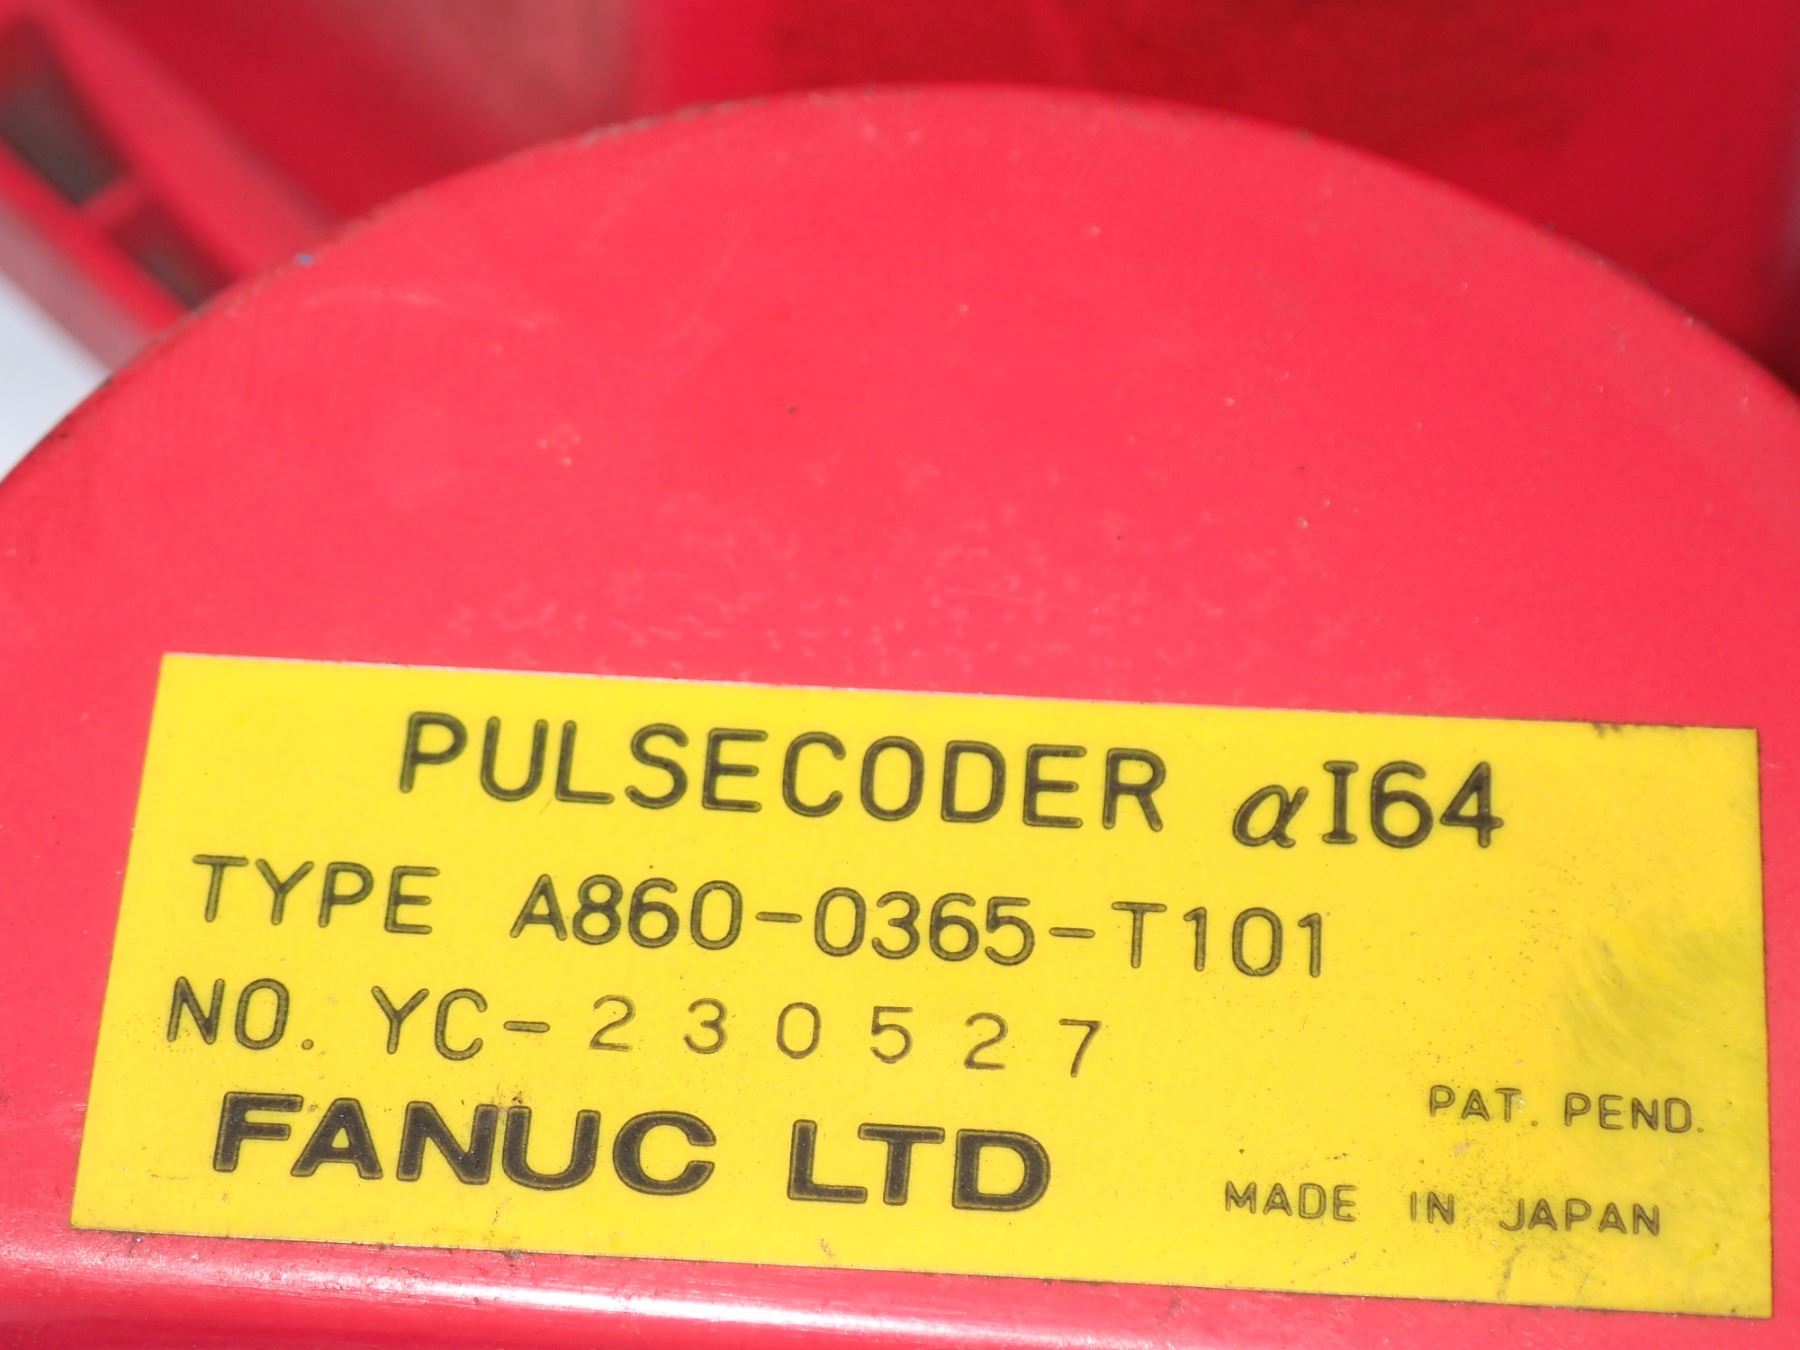 PULSECODER αI64
TYPE A860-0365-T101
NO. YC-230527
FANUC LTD
PAT. PEND.
MADE IN JAPAN